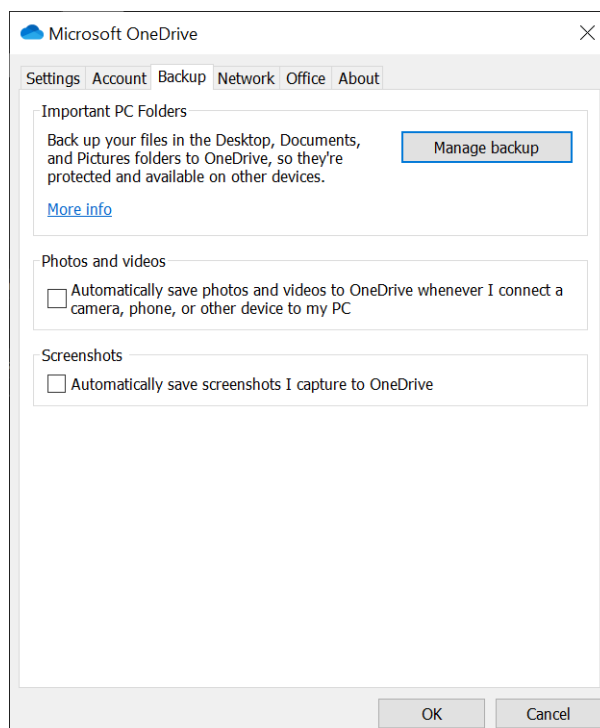 Microsoft OneDrive
Settings Account Backup Network Office About
Important PC Folders
Back up your files in the Desktop, Documents,
and Pictures folders to OneDrive, so they're
protected and available on other devices.
Manage backup
More info
Photos and videos
Automatically save photos and videos to OneDrive whenever I connect a
camera, phone, or other device to my PC
Screenshots
Automatically save screenshots I capture to OneDrive
OK Cancel